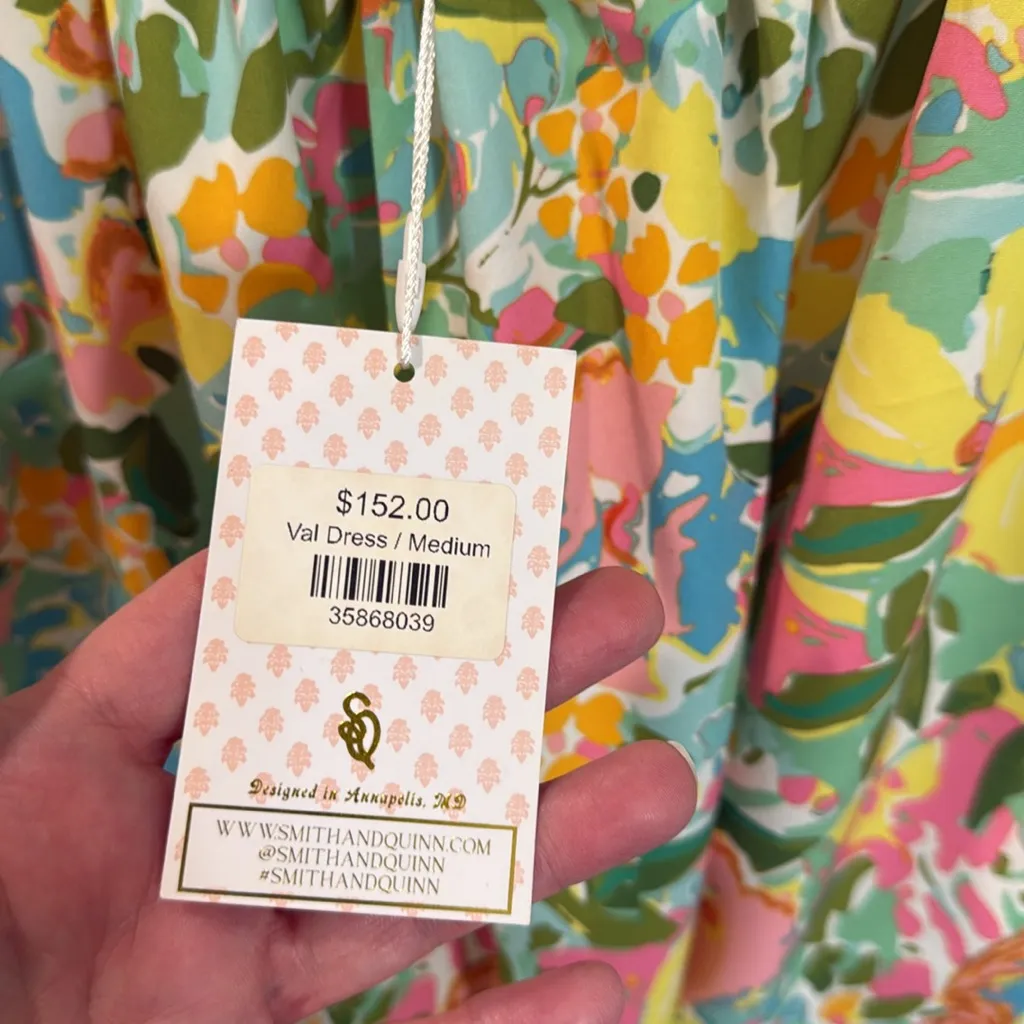 $152.00
Val Dress / Medium
35868039
Designed in Annapolis, MD
WWW.SMITHANDQUINN.COM
@SMITHANDQUINN
#SMITHANDQUINN